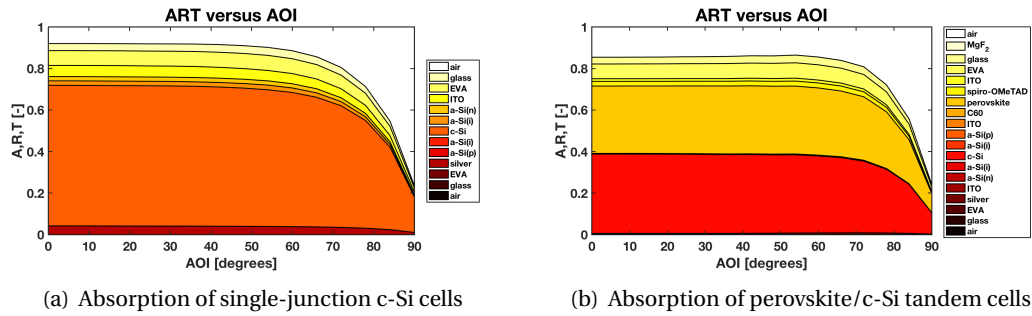 ART versus AOI
A,R,T [-]
1
0.8
0.6
0.4
0.2
0
0 10 20 30 40 50 60 70 80 90
AOI [degrees]
air
glass
EVA
ITO
a-Si(n)
a-Si(i)
c-Si
a-Si(i)
a-Si(p)
silver
EVA
glass
air
(a) Absorption of single-junction c-Si cells
ART versus AOI
A,R,T [-]
1
0.8
0.6
0.4
0.2
0
0 10 20 30 40 50 60 70 80 90
AOI [degrees]
air
MgF2
glass
EVA
ITO
spiro-OMeTAD
perovskite
C60
ITO
a-Si(p)
a-Si(i)
c-Si
a-Si(i)
a-Si(n)
ITO
silver
EVA
glass
air
(b) Absorption of perovskite/c-Si tandem cells